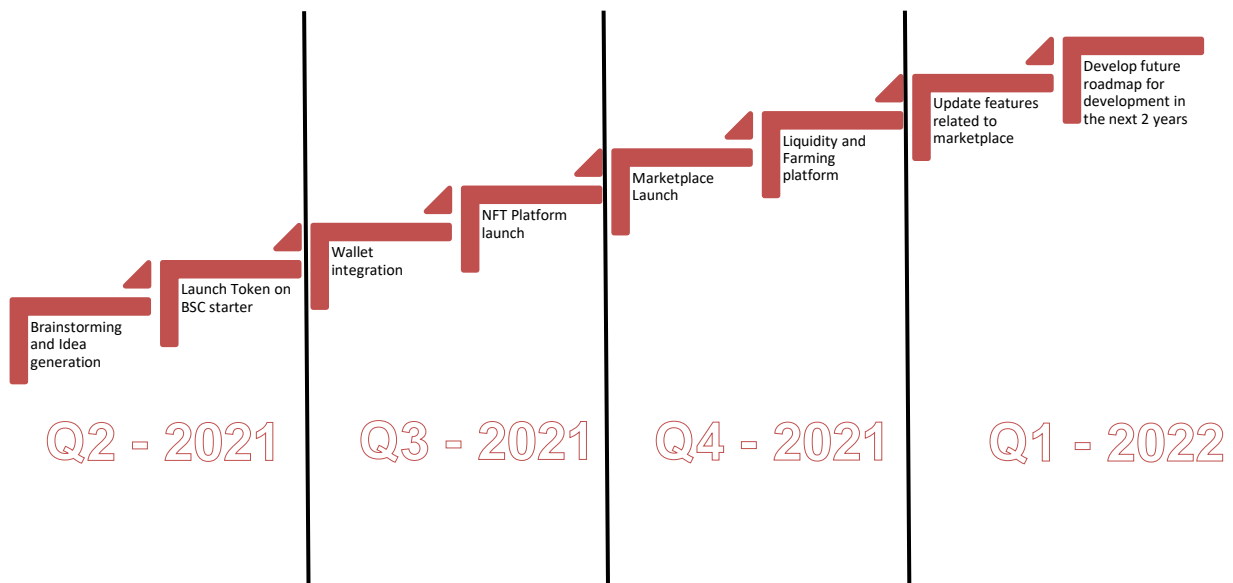 Brainstorming
and Idea
generation
Launch Token on
BSC starter
Wallet
integration
NFT Platform
launch
Marketplace
Launch
Liquidity and
Farming
platform
Update features
related to
marketplace
Develop future
roadmap for
development in
the next 2 years
Q2 - 2021
Q3 - 2021
Q4 - 2021
Q1 - 2022